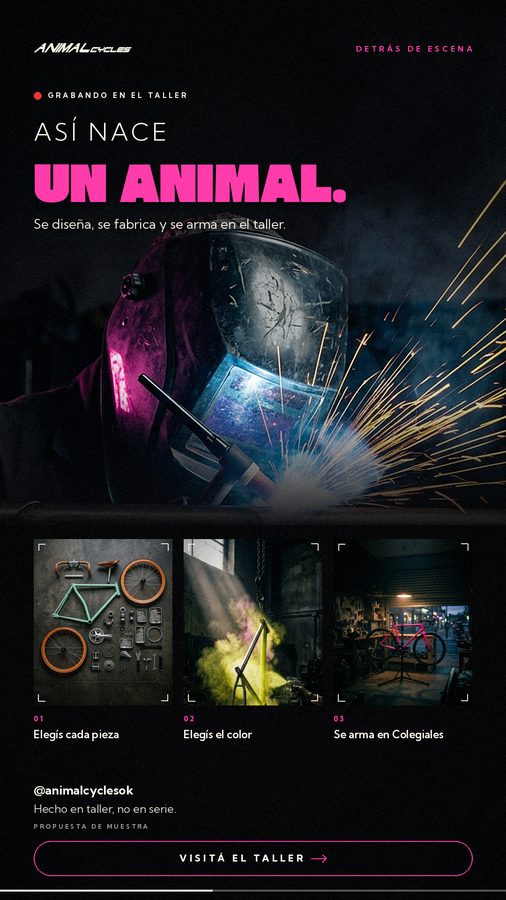 ANIMAL CYCLES
DETRÁS DE ESCENA
GRABANDO EN EL TALLER
ASÍ NACE
UN ANIMAL.
Se diseña, se fabrica y se arma en el taller.
01
Elegís cada pieza
02
Elegís el color
03
Se arma en Colegiales
@animalcyclesok
Hecho en taller, no en serie.
PROPUESTA DE MUESTRA
VISITÁ EL TALLER →